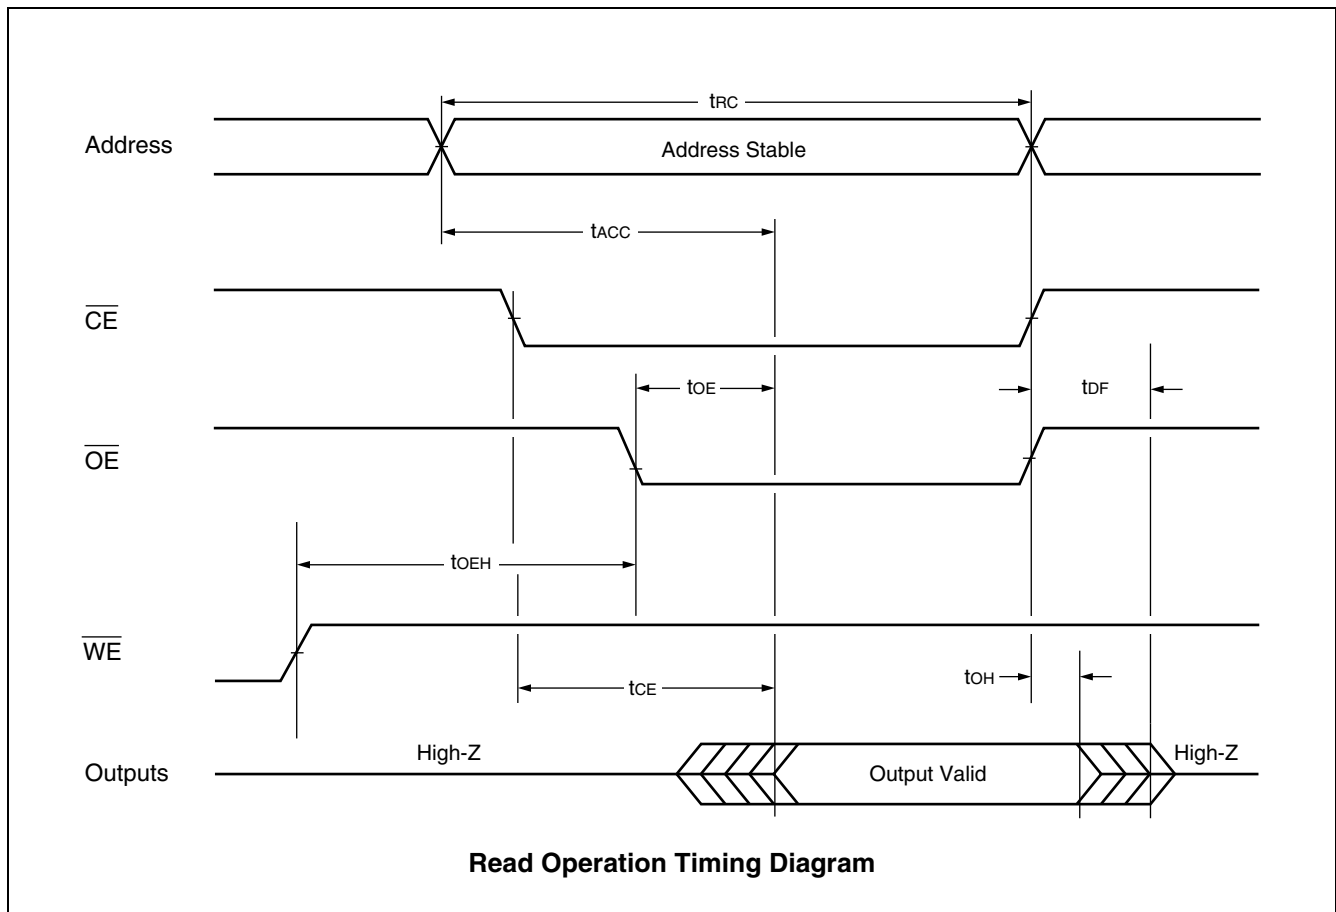 tRC
Address
Address Stable
tACC
CE
tOE
tDF
OE
tOEH
WE
tOH
tCE
High-Z
High-Z
Outputs
Output Valid
Read Operation Timing Diagram